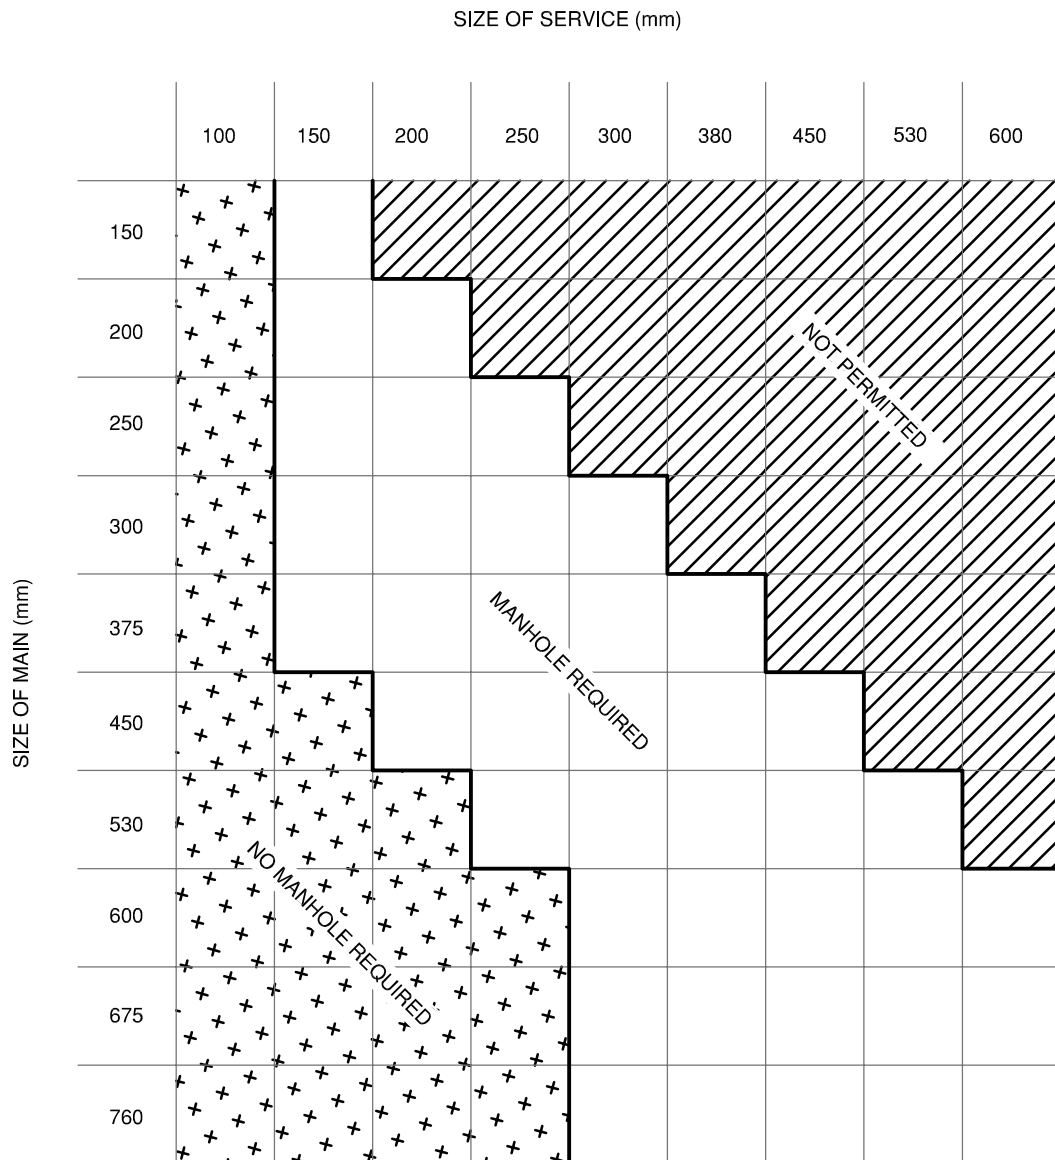 SIZE OF SERVICE (mm)
100 150 200 250 300 380 450 530 600
150
200
NOT PERMITTED
250
300
SIZE OF MAIN (mm)
375
MANHOLE REQUIRED
450
530
NO MANHOLE REQUIRED
600
675
760